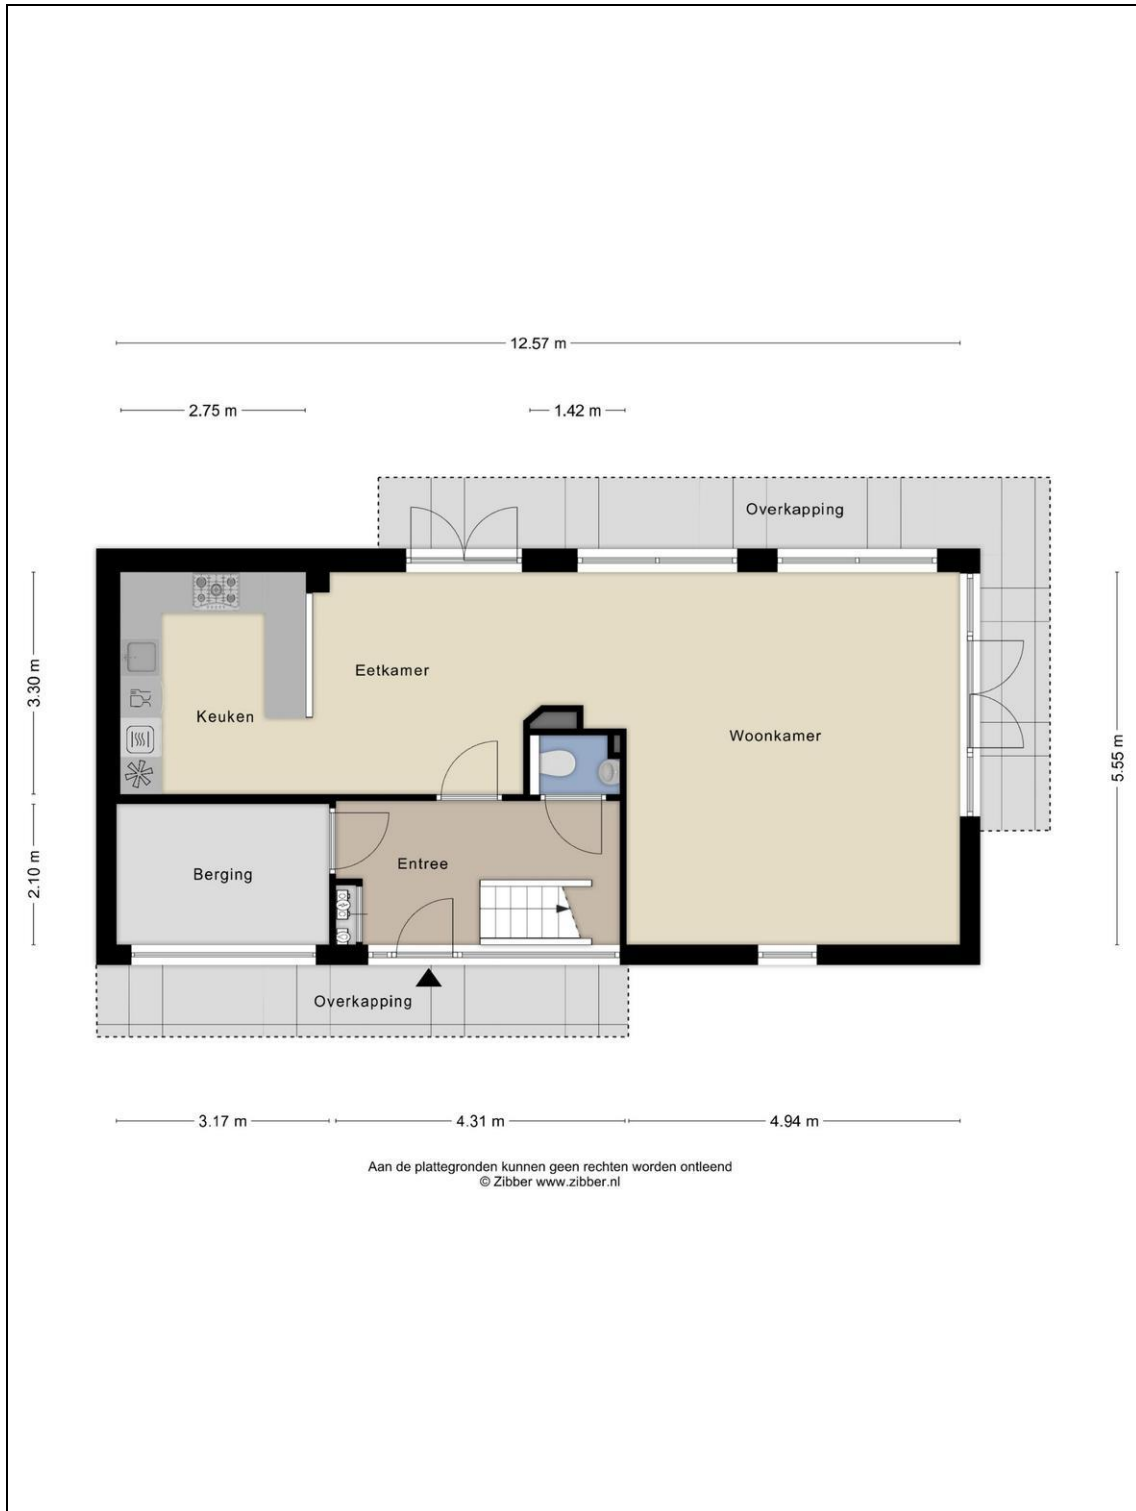 12.57 m
2.75 m
1.42 m
Overkapping
Eetkamer
3.30 m
Keuken
Woonkamer
5.55 m
Entree
2.10 m
Berging
Overkapping
3.17 m
4.31 m
4.94 m
Aan de plattegronden kunnen geen rechten worden ontleend
© Zibber www.zibber.nl